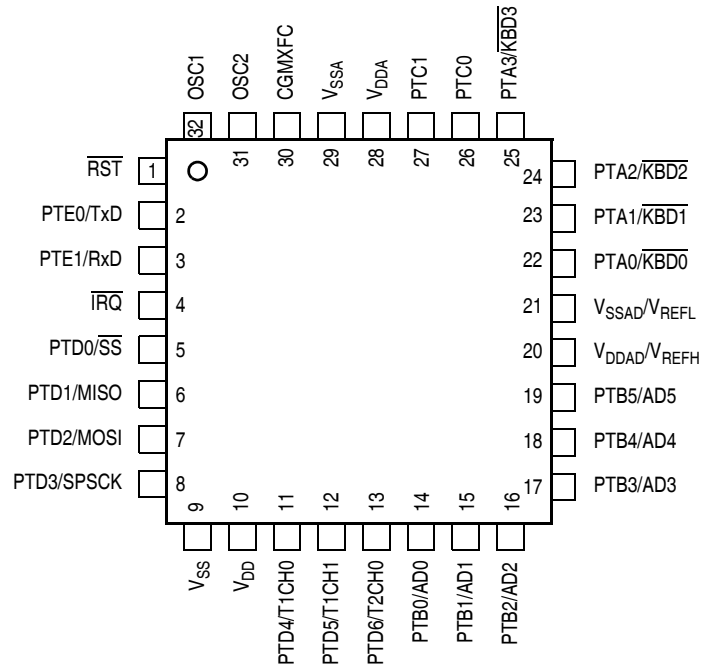 OSC1
OSC2
CGMXFC
VSSA
VDDA
PTC1
PTC0
PTA3/KBD3
32
31
30
29
28
27
26
25
RST 1
PTE0/TxD 2
PTE1/RxD 3
IRQ 4
PTD0/SS 5
PTD1/MISO 6
PTD2/MOSI 7
PTD3/SPSCK 8
24 PTA2/KBD2
23 PTA1/KBD1
22 PTA0/KBD0
21 VSSAD/VREFL
20 VDDAD/VREFH
19 PTB5/AD5
18 PTB4/AD4
17 PTB3/AD3
9
10
11
12
13
14
15
16
VSS
VDD
PTD4/T1CH0
PTD5/T1CH1
PTD6/T2CH0
PTB0/AD0
PTB1/AD1
PTB2/AD2